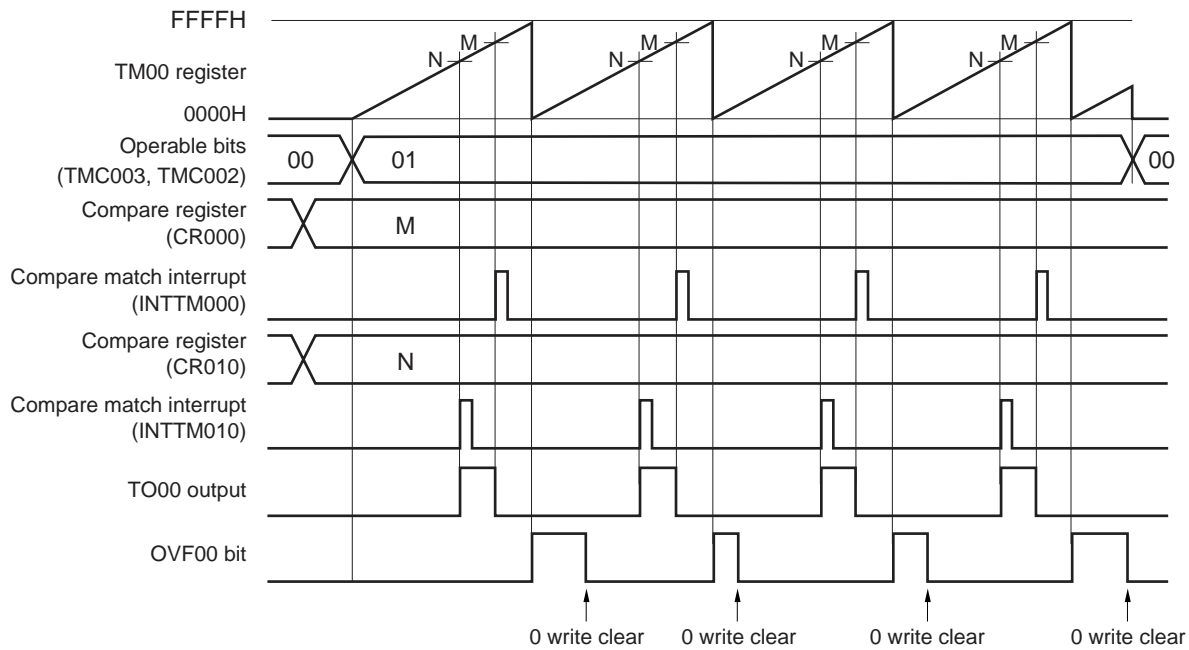 FFFFH
M M M M
N N N N
TM00 register
0000H
Operable bits
(TMC003, TMC002)
00 01 00
Compare register
(CR000)
M
Compare match interrupt
(INTTM000)
Compare register
(CR010)
N
Compare match interrupt
(INTTM010)
TO00 output
OVF00 bit
0 write clear 0 write clear 0 write clear 0 write clear